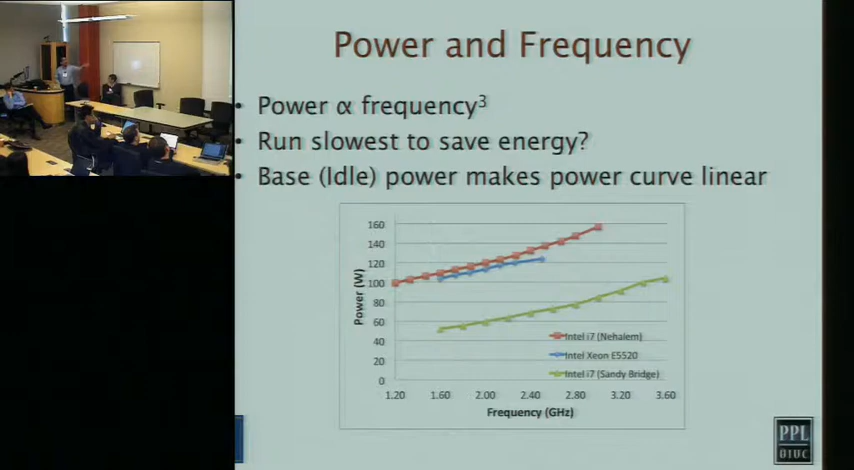 Power and Frequency
• Power α frequency³
• Run slowest to save energy?
• Base (Idle) power makes power curve linear
160
140
120
100
80
60
40
20
0
Power (W)
Intel i7 (Nehalem)
Intel Xeon E5520
Intel i7 (Sandy Bridge)
1.20 1.60 2.00 2.40 2.80 3.20 3.60
Frequency (GHz)
PPL
UIUC